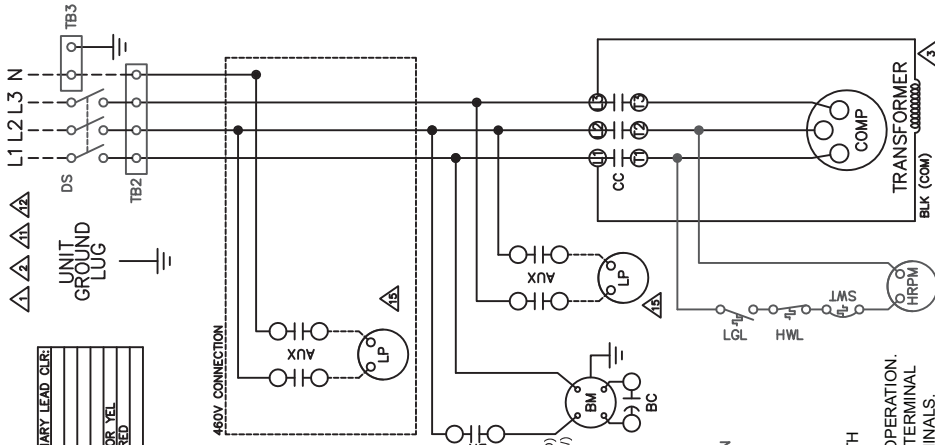 L1 L2 L3 N
TB3
DS
TB2
1 2 11 12
UNIT
GROUND
LUG
ARY LEAD CLR:
OR YEL
RED
460V CONNECTION
AUX
LP
15
AUX
LP
15
L1 L2 L3
CC
T1 T2 T3
COMP
TRANSFORMER
3
BLK (COM)
BM
BC
LGL
HWL
SWT
HRPM
N
TH
OPERATION.
TERMINAL
INALS.